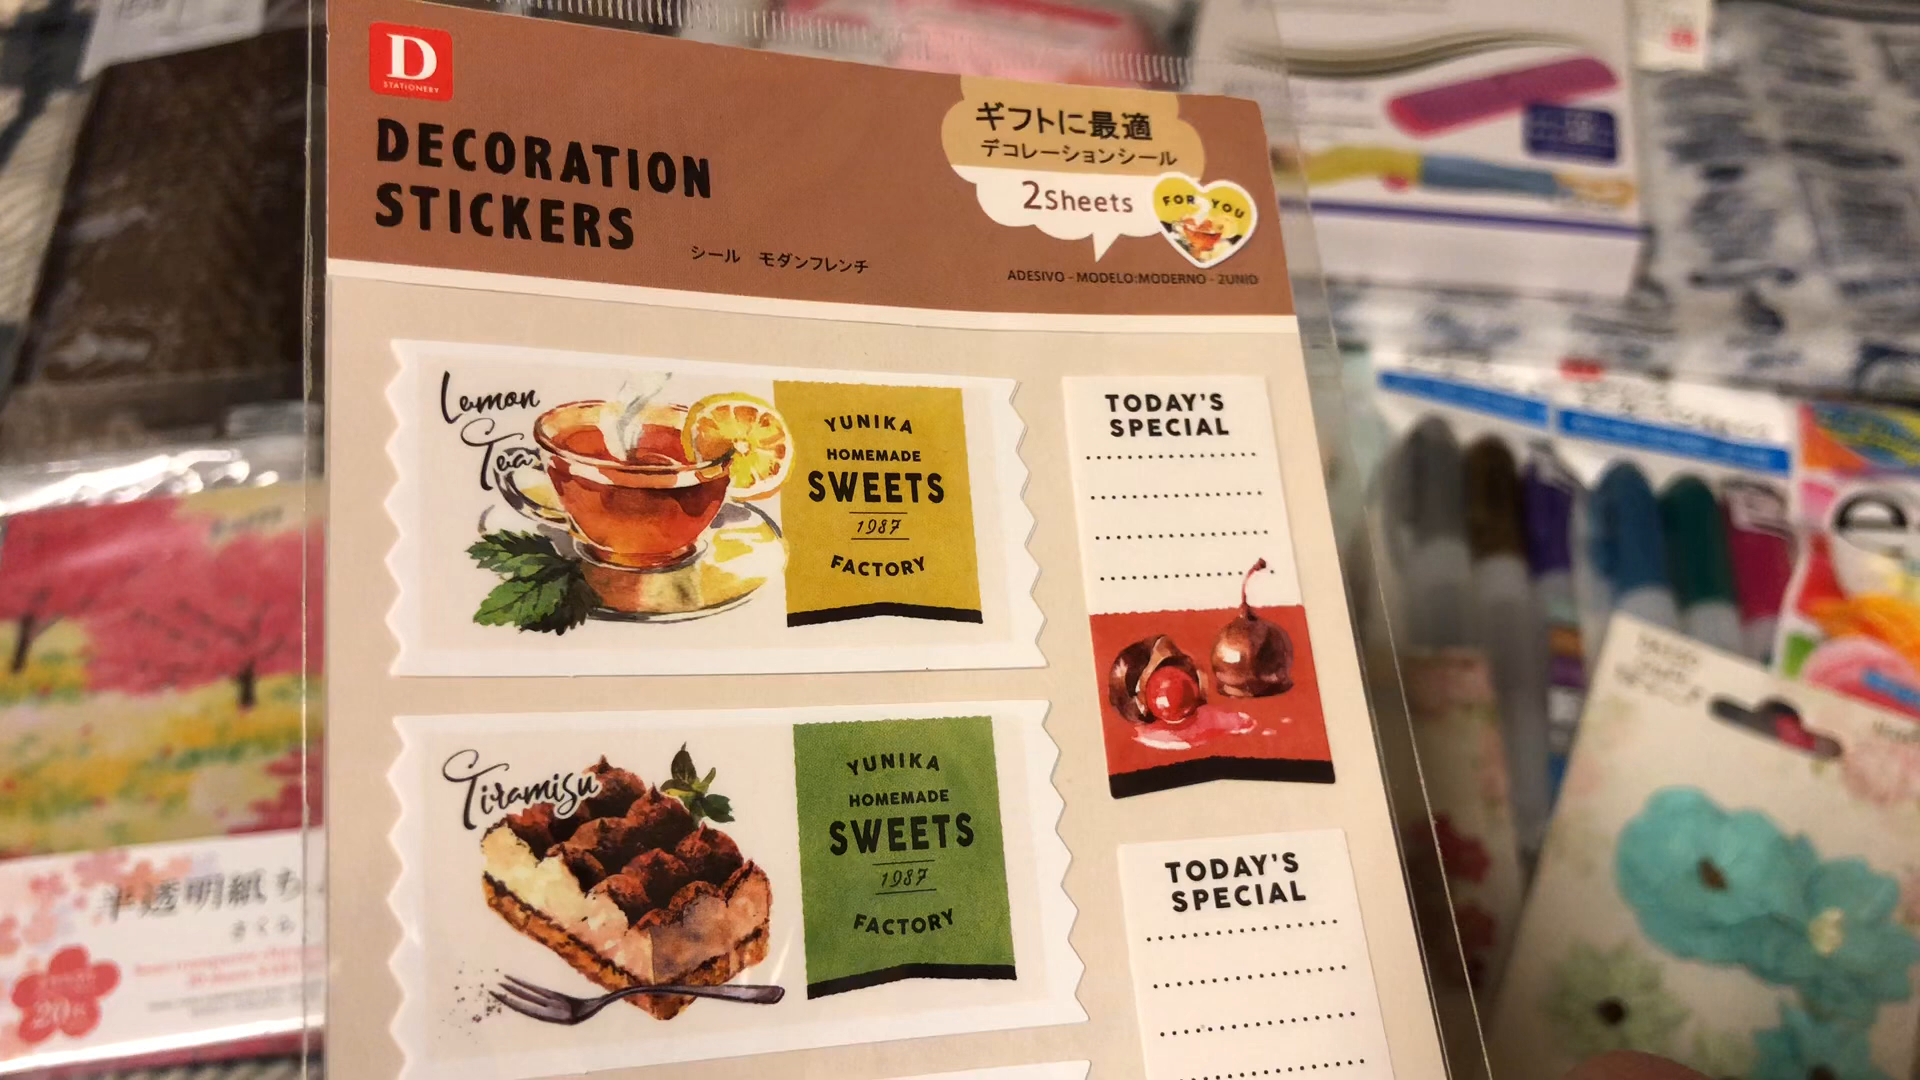 D
STATIONERY
DECORATION
STICKERS
シール モダンフレンチ
ギフトに最適
デコレーションシール
2Sheets
FOR YOU
ADESIVO - MODELO:MODERNO - 2UNID
Lemon
Tea
YUNIKA
HOMEMADE
SWEETS
1987
FACTORY
TODAY'S
SPECIAL
Tiramisu
YUNIKA
HOMEMADE
SWEETS
1987
FACTORY
TODAY'S
SPECIAL
半透明紙ち
さくら
20